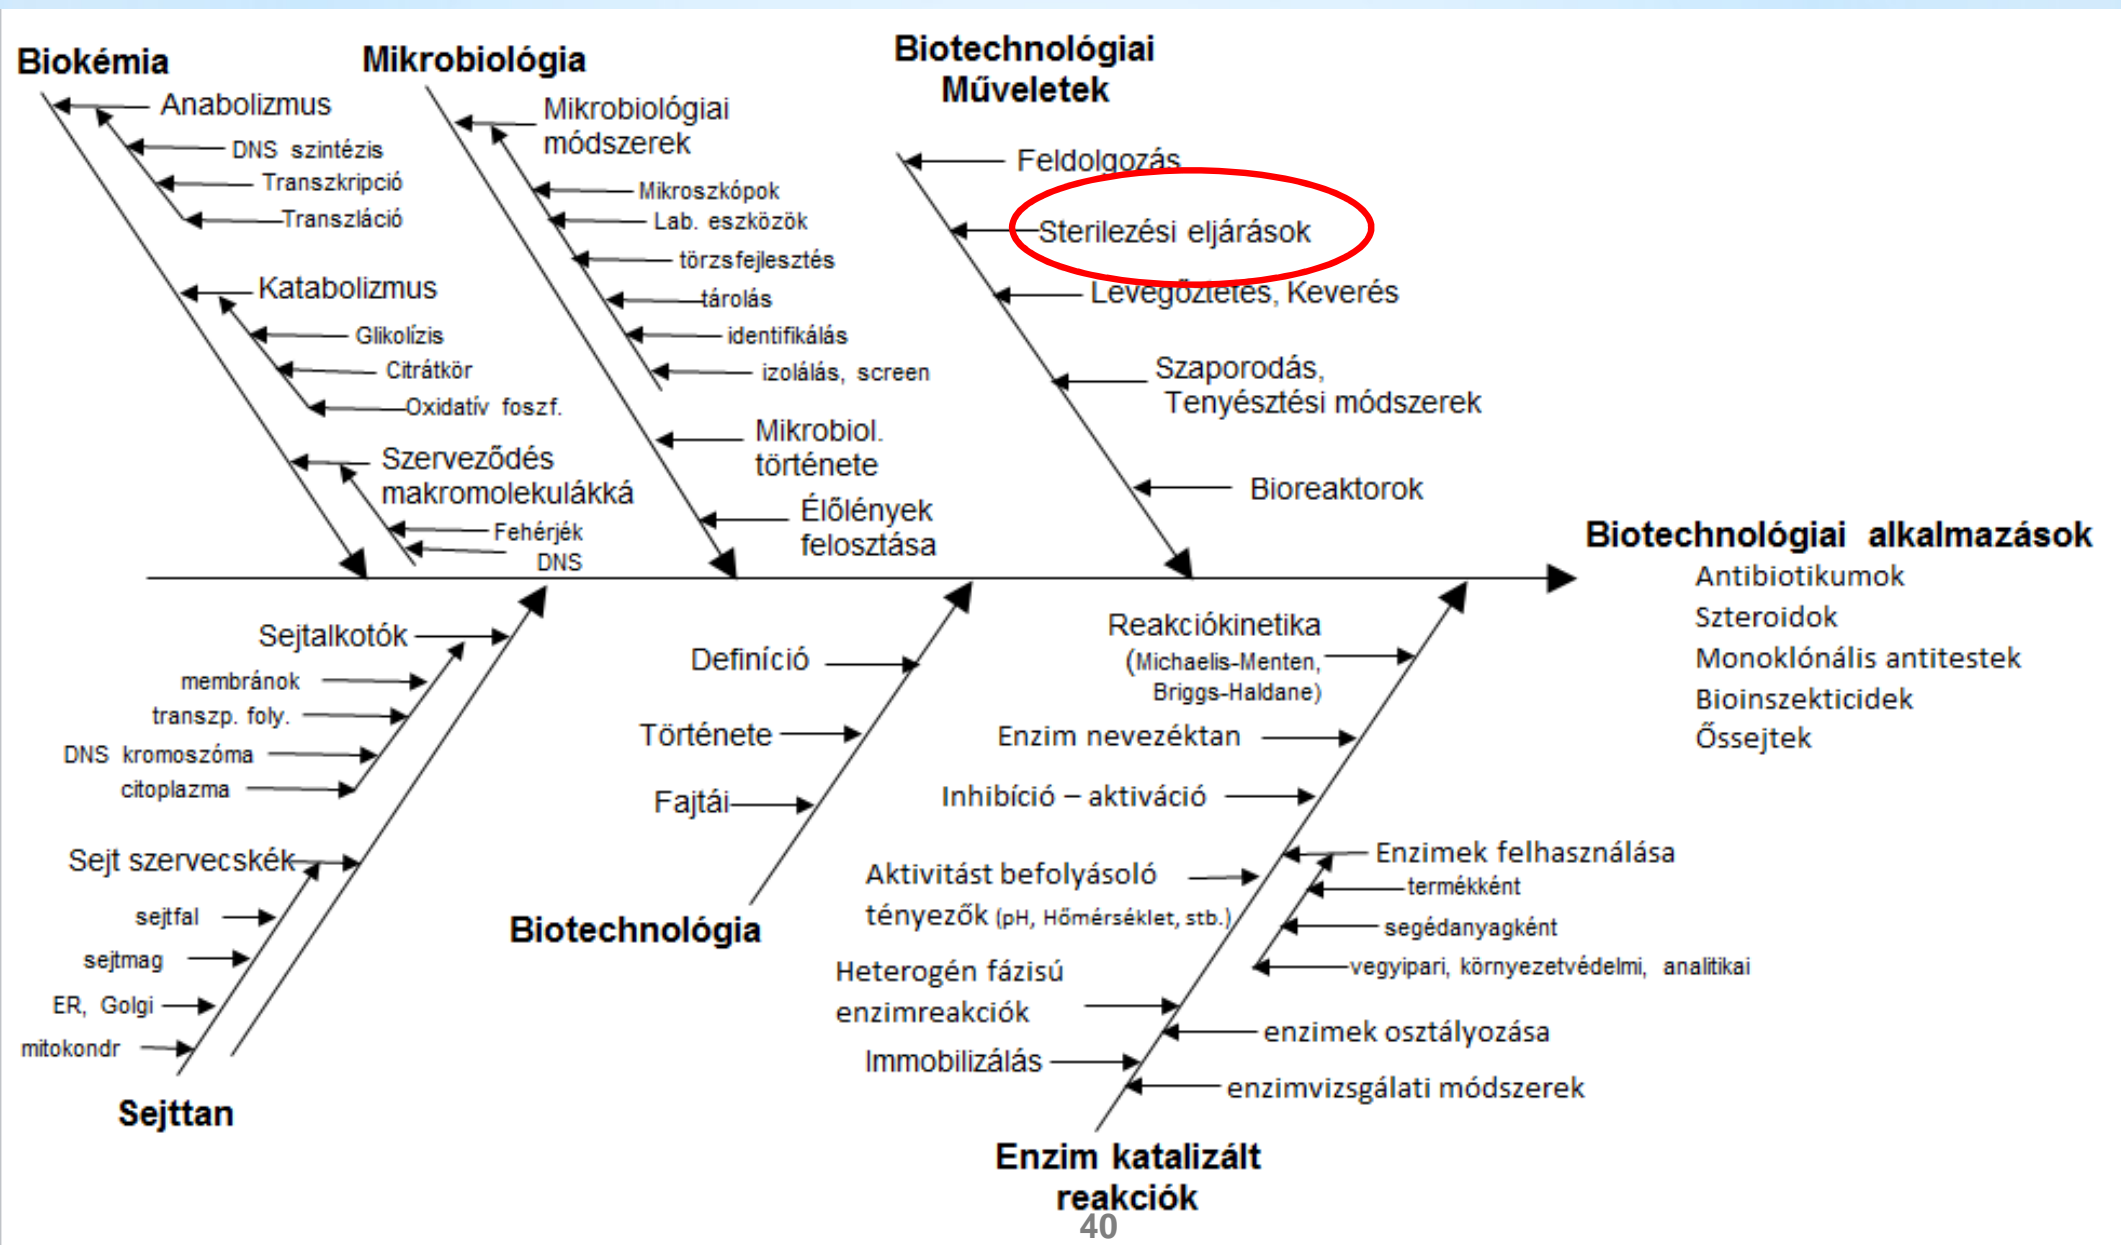 Biokémia
Anabolizmus
DNS szintézis
Transzkripció
Transzláció
Katabolizmus
Glikolízis
Citrátkör
Oxidatív foszf.
Szerveződés
makromolekulákká
Fehérjék
DNS
Mikrobiológia
Mikrobiológiai
módszerek
Mikroszkópok
Lab. eszközök
törzsfejlesztés
tárolás
identifikálás
izolálás, screen
Mikrobiol.
története
Élőlények
felosztása
Biotechnológiai
Műveletek
Feldolgozás
Sterilezési eljárások
Levegőztetés, Keverés
Szaporodás,
Tenyésztési módszerek
Bioreaktorok
Biotechnológiai alkalmazások
Antibiotikumok
Szteroidok
Monoklónális antitestek
Bioinszekticidek
Őssejtek
Sejtalkotók
membránok
transzp. foly.
DNS kromoszóma
citoplazma
Sejt szervecskék
sejtfal
sejtmag
ER, Golgi
mitokondr
Sejttan
Definíció
Története
Fajtái
Biotechnológia
Reakciókinetika
(Michaelis-Menten,
Briggs-Haldane)
Enzim nevezéktan
Inhibíció – aktiváció
Aktivitást befolyásoló
tényezők (pH, Hőmérséklet, stb.)
Heterogén fázisú
enzimreakciók
Immobilizálás
Enzimek felhasználása
termékként
segédanyagként
vegyipari, környezetvédelmi, analitikai
enzimek osztályozása
enzimvizsgálati módszerek
Enzim katalizált
reakciók
40